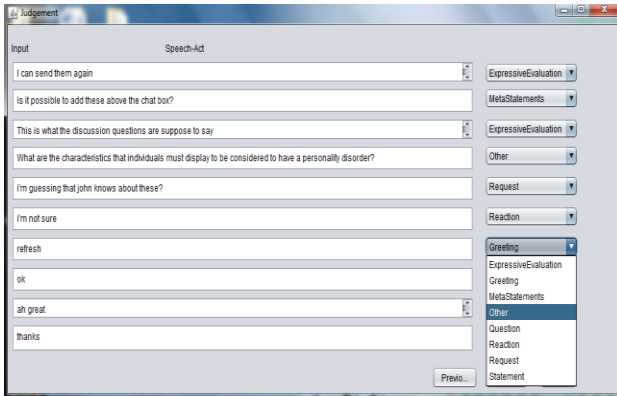 Judgement
Input Speech-Act
I can send them again ExpressiveEvaluation
is it possible to add these above the chat box? MetaStatements
This is what the discussion questions are suppose to say ExpressiveEvaluation
What are the characteristics that individuals must display to be considered to have a personality disorder? Other
i'm guessing that john knows about these? Request
i'm not sure Reaction
refresh Greeting
ExpressiveEvaluation
ok Greeting
MetaStatements
ah great Other
Question
thanks Reaction
Request
Previo... Statement